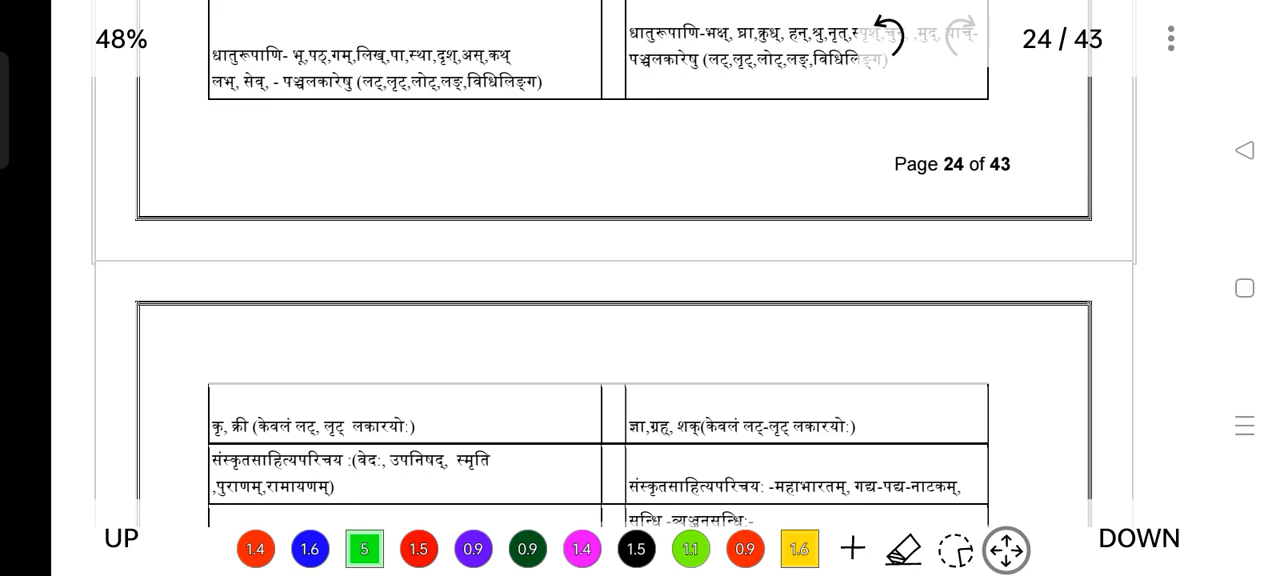 48%
24 / 43
धातुरूपाणि- भू,पठ्,गम्,लिख्,पा,स्था,दृश्,अस्,कथ्
लभ्, सेव्, - पञ्चलकारेषु (लट्,लृट्,लोट्,लङ्,विधिलिङ्ग)
धातुरूपाणि-भक्ष्, घ्रा,क्रुध्, हन्,श्रु,नृत्,स्पृश्,चुर्, ,मुद्, याच्-
पञ्चलकारेषु (लट्,लृट्,लोट्,लङ्,विधिलिङ्ग)
Page 24 of 43
कृ, क्री (केवलं लट्, लृट् लकारयो:)
ज्ञा,ग्रह्, शक्(केवलं लट्-लृट् लकारयो:)
संस्कृतसाहित्यपरिचय :(वेद:, उपनिषद्, स्मृति
,पुराणम्,रामायणम्)
संस्कृतसाहित्यपरिचय: -महाभारतम्, गद्य-पद्य-नाटकम्,
सन्धि -व्यञ्जनसन्धि:-
UP
1.4 1.6 5 1.5 0.9 0.9 1.4 1.5 1.1 0.9 1.6
DOWN